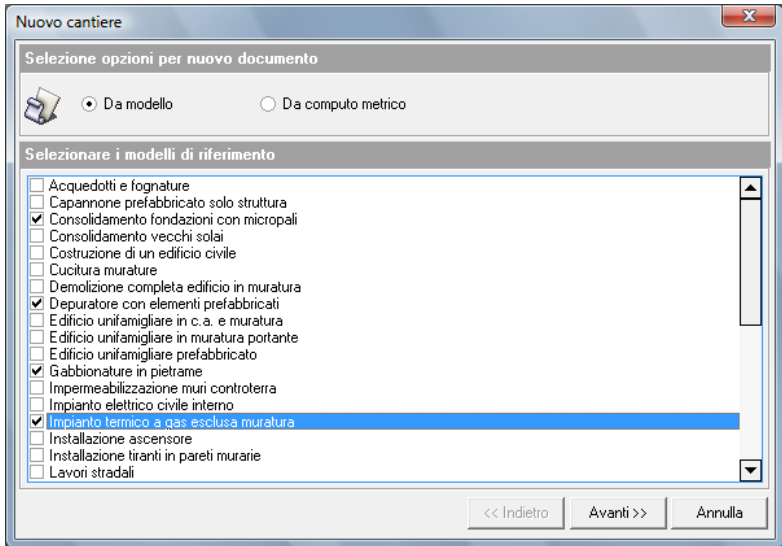 Nuovo cantiere
Selezione opzioni per nuovo documento
Da modello Da computo metrico
Selezionare i modelli di riferimento
Acquedotti e fognature
Capannone prefabbricato solo struttura
Consolidamento fondazioni con micropali
Consolidamento vecchi solai
Costruzione di un edificio civile
Cucitura murature
Demolizione completa edificio in muratura
Depuratore con elementi prefabbricati
Edificio unifamigliare in c.a. e muratura
Edificio unifamigliare in muratura portante
Edificio unifamigliare prefabbricato
Gabbionature in pietrame
Impermeabilizzazione muri controterra
Impianto elettrico civile interno
Impianto termico a gas esclusa muratura
Installazione ascensore
Installazione tiranti in pareti murarie
Lavori stradali
<< Indietro Avanti >> Annulla